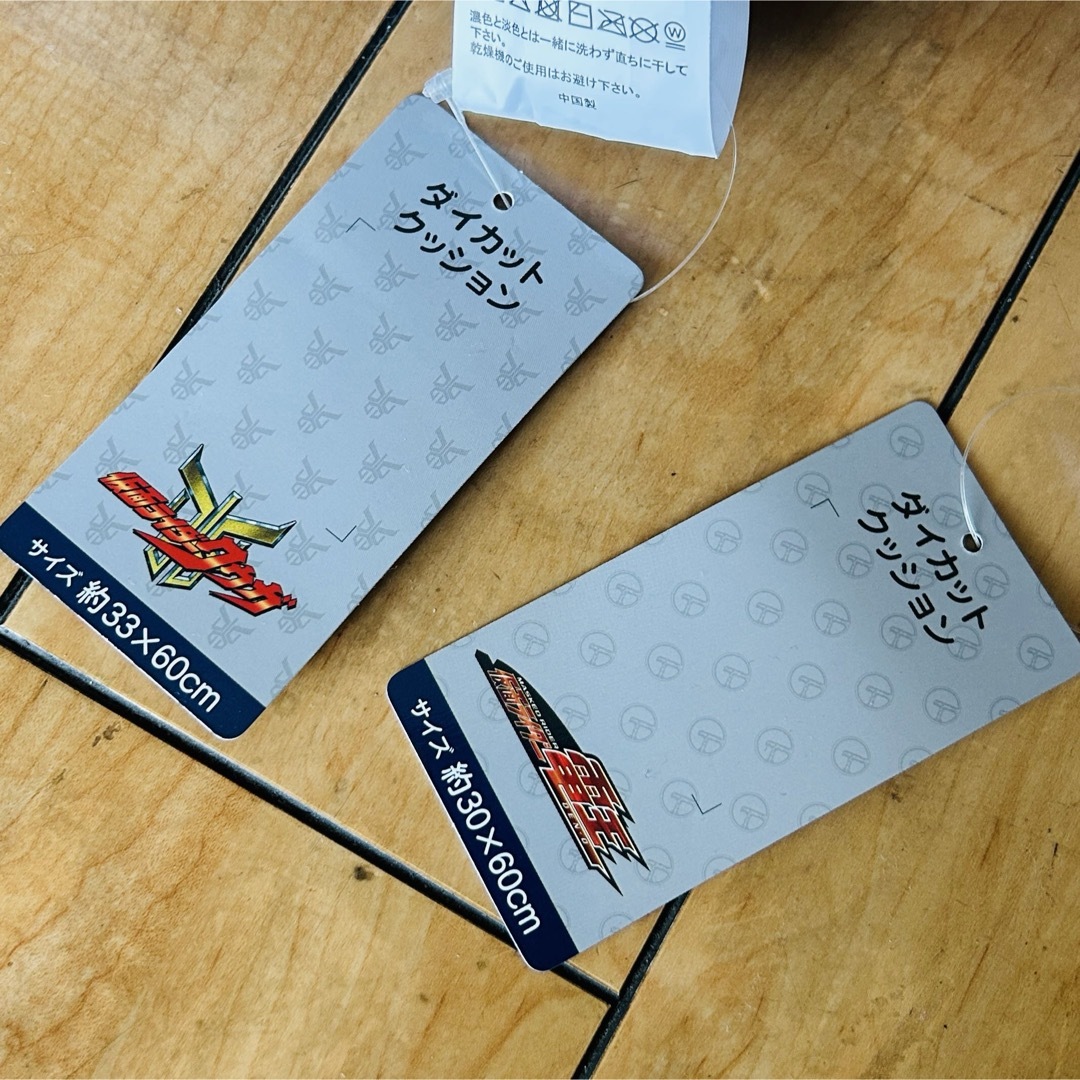 濃色と淡色とは一緒に洗わず直ちに干して
下さい。
乾燥機のご使用はお避け下さい。
中国製
ダイカット
クッション
仮面ライダークウガ
サイズ 約33×60cm
ダイカット
クッション
MASKED RIDER
仮面ライダー
電王
DEN-O
サイズ 約30×60cm